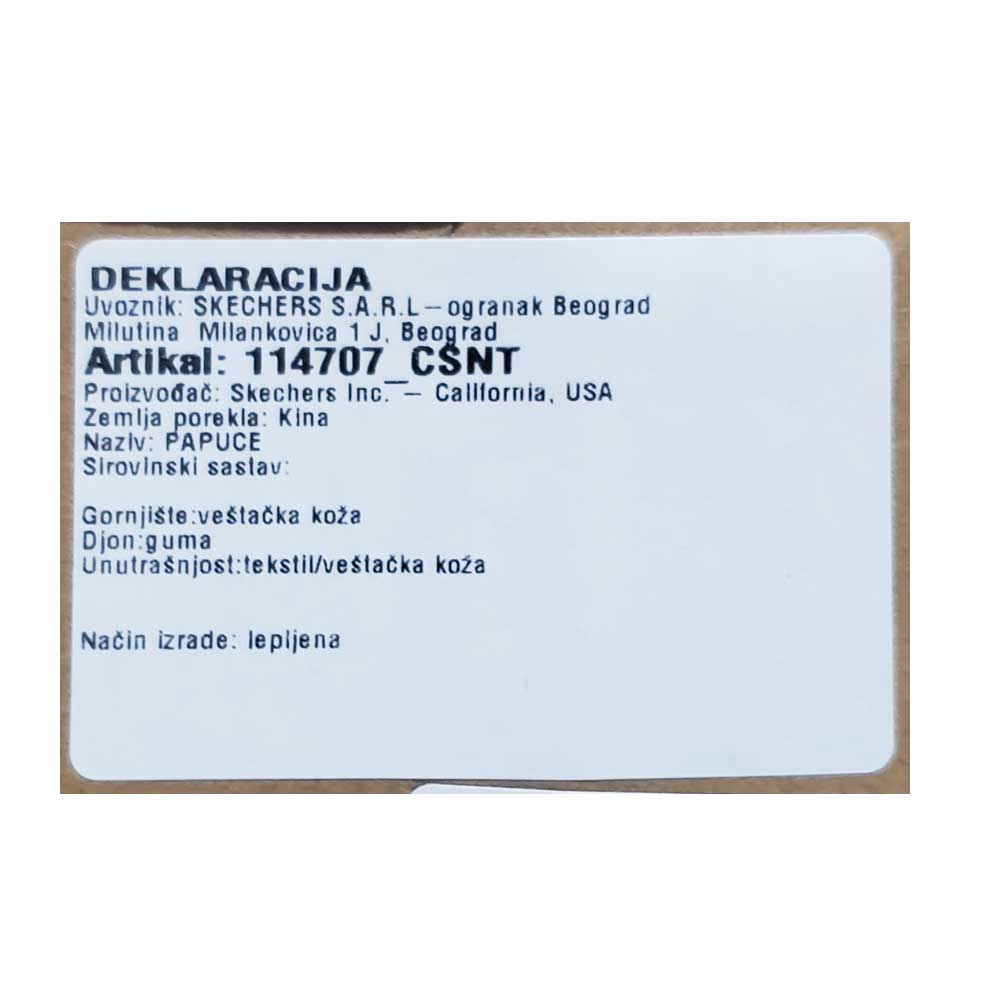 DEKLARACIJA
Uvoznik: SKECHERS S.A.R.L – ogranak Beograd
Milutina Milankovica 1 J, Beograd
Artikal: 114707_CSNT
Proizvođač: Skechers Inc. – California, USA
Zemlja porekla: Kina
Naziv: PAPUCE
Sirovinski sastav:
Gornjište:veštačka koža
Djon:guma
Unutrašnjost:tekstil/veštačka koža
Način izrade: lepljena